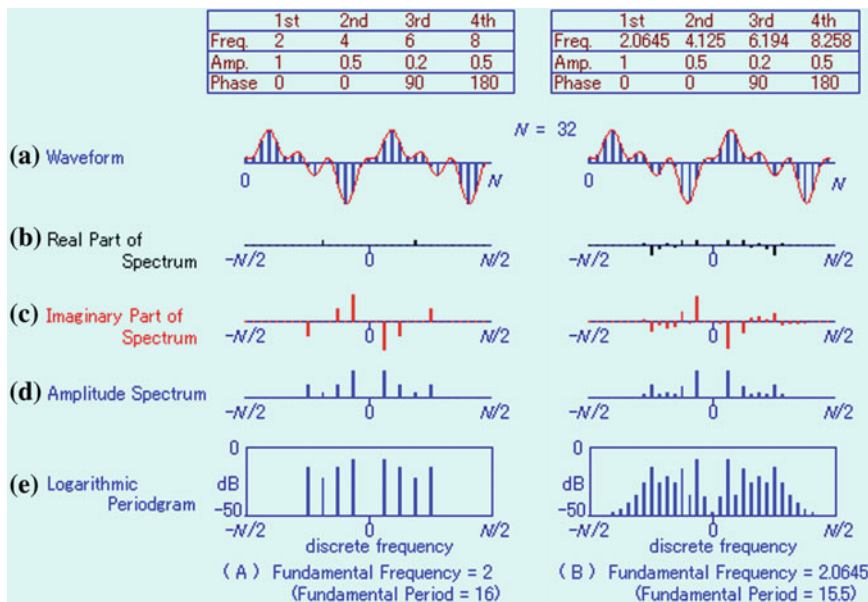 1st 2nd 3rd 4th
Freq. 2 4 6 8
Amp. 1 0.5 0.2 0.5
Phase 0 0 90 180
1st 2nd 3rd 4th
Freq. 2.0645 4.125 6.194 8.258
Amp. 1 0.5 0.2 0.5
Phase 0 0 90 180
(a) Waveform
N = 32
0 N
0 N
(b) Real Part of
Spectrum
-N/2 0 N/2
-N/2 0 N/2
(c) Imaginary Part of
Spectrum
-N/2 0 N/2
-N/2 0 N/2
(d) Amplitude Spectrum
-N/2 0 N/2
-N/2 0 N/2
(e) Logarithmic
Periodgram
0
dB
-50
-N/2 0 N/2
discrete frequency
0
dB
-50
-N/2 0 N/2
discrete frequency
(A) Fundamental Frequency = 2
(Fundamental Period = 16)
(B) Fundamental Frequency = 2.0645
(Fundamental Period = 15.5)